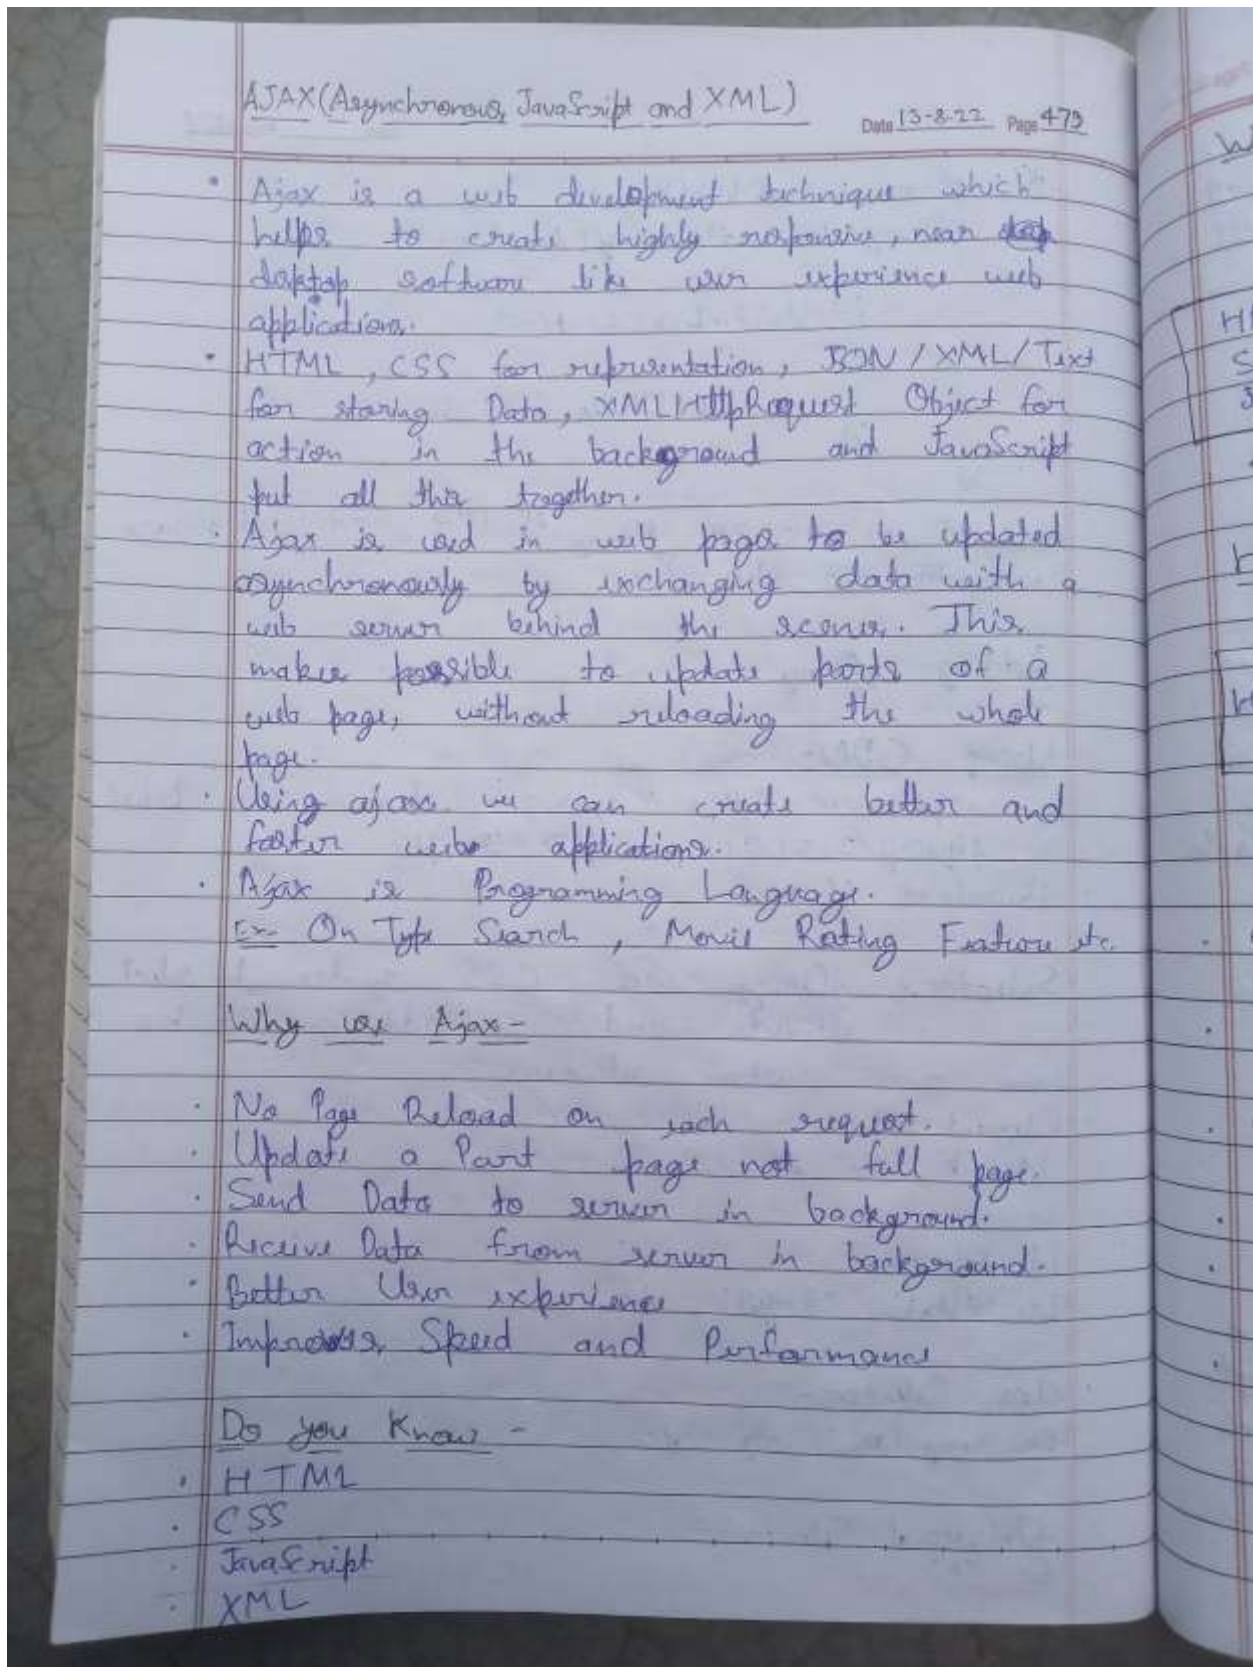 AJAX (Asynchronous JavaScript and XML)
Date 13-8-22 Page 479
• Ajax is a web development technique which
helps to create highly responsive, near
desktop software like user experience web
applications.
• HTML, CSS for representation, JSON / XML / Text
for storing Data, XMLHttpRequest Object for
action in the background and JavaScript
put all this together.
• Ajax is used in web page to be updated
asynchronously by exchanging data with a
web server behind the scenes. This
makes possible to update parts of a
web page, without reloading the whole
page.
• Using ajax we can create better and
faster web applications.
• Ajax is Programming Language.
Ex- On Type Search, Movie Rating Feature etc.
Why use Ajax -
• No Page Reload on each request.
• Update a Part page not full page.
• Send Data to server in background.
• Receive Data from server in background.
• Better User experience
• Improves Speed and Performance
Do you Know -
• HTML
• CSS
• JavaScript
• XML